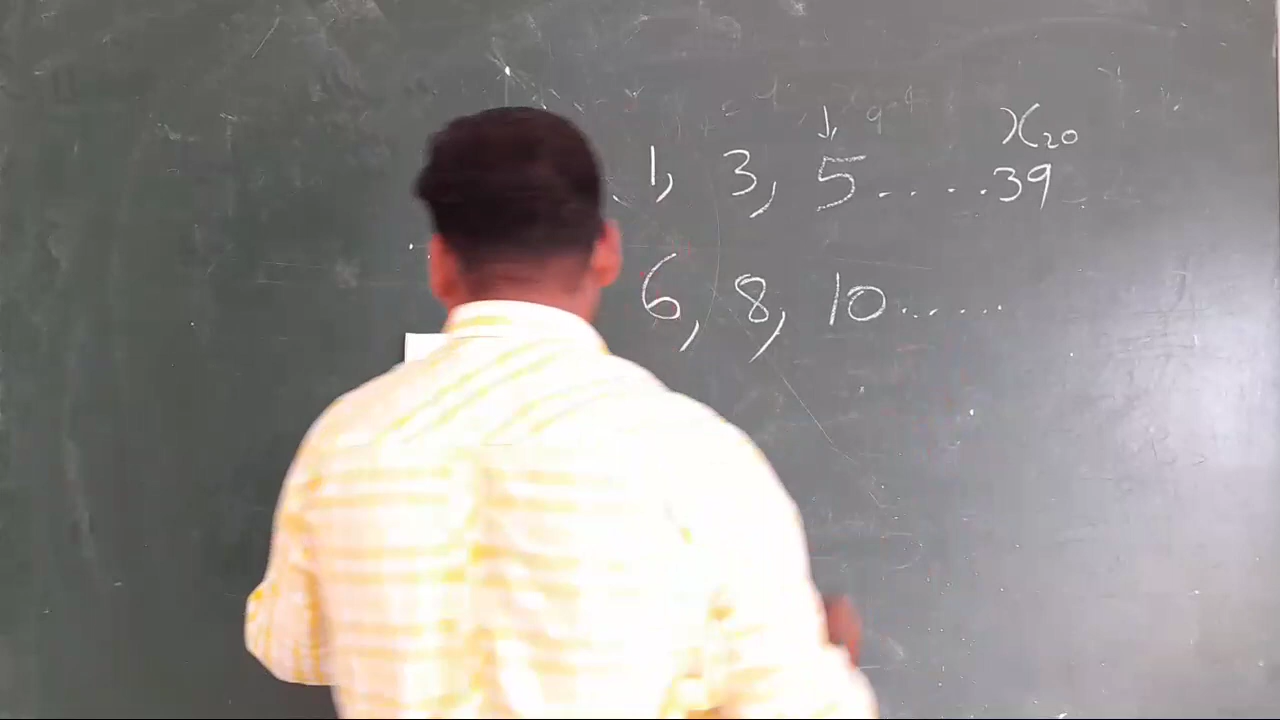 x₂₀
1, 3, 5.....39
6, 8, 10......